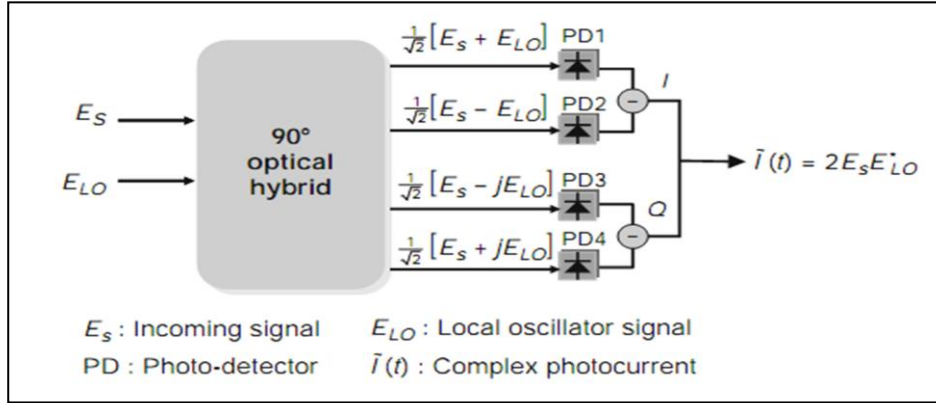 1/√2 [E_s + E_LO] PD1
I
1/√2 [E_s − E_LO] PD2
−
E_S
90°
optical
hybrid
Ĩ (t) = 2E_sE*_LO
E_LO
1/√2 [E_s − jE_LO] PD3
Q
−
1/√2 [E_s + jE_LO] PD4
E_s : Incoming signal E_LO : Local oscillator signal
PD : Photo-detector Ĩ (t) : Complex photocurrent